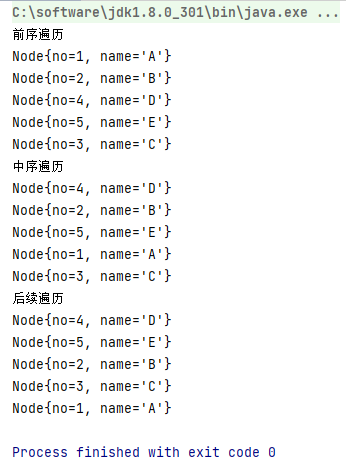 C:\software\jdk1.8.0_301\bin\java.exe ...
前序遍历
Node{no=1, name='A'}
Node{no=2, name='B'}
Node{no=4, name='D'}
Node{no=5, name='E'}
Node{no=3, name='C'}
中序遍历
Node{no=4, name='D'}
Node{no=2, name='B'}
Node{no=5, name='E'}
Node{no=1, name='A'}
Node{no=3, name='C'}
后续遍历
Node{no=4, name='D'}
Node{no=5, name='E'}
Node{no=2, name='B'}
Node{no=3, name='C'}
Node{no=1, name='A'}
Process finished with exit code 0